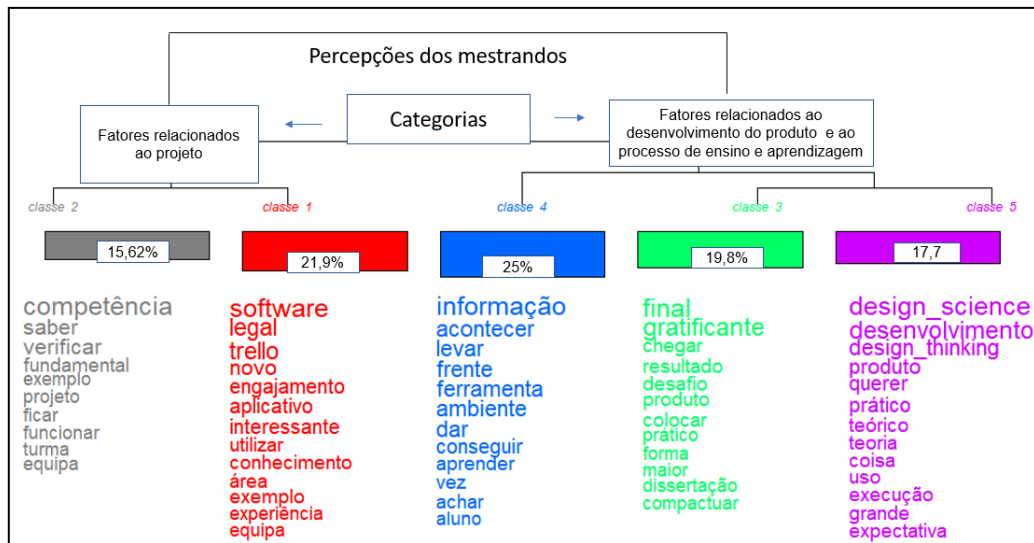 Percepções dos mestrandos
Categorias
Fatores relacionados
ao projeto
Fatores relacionados ao
desenvolvimento do produto e ao
processo de ensino e aprendizagem
classe 2
classe 1
classe 4
classe 3
classe 5
15,62%
21,9%
25%
19,8%
17,7
competência
saber
verificar
fundamental
exemplo
projeto
ficar
funcionar
turma
equipa
software
legal
trello
novo
engajamento
aplicativo
interessante
utilizar
conhecimento
área
exemplo
experiência
equipa
informação
acontecer
levar
frente
ferramenta
ambiente
dar
conseguir
aprender
vez
achar
aluno
final
gratificante
chegar
resultado
desafio
produto
colocar
prático
forma
maior
dissertação
compactuar
design_science
desenvolvimento
design_thinking
produto
querer
prático
teórico
teoria
coisa
uso
execução
grande
expectativa